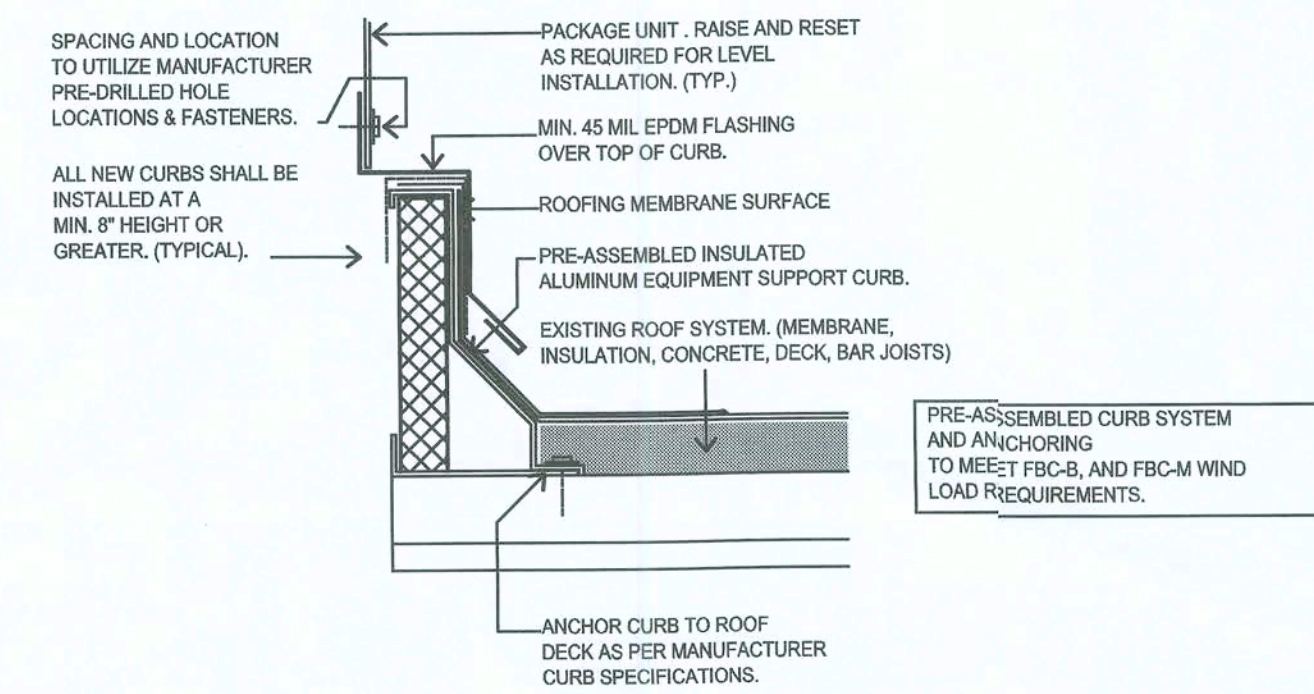 SPACING AND LOCATION
TO UTILIZE MANUFACTURER
PRE-DRILLED HOLE
LOCATIONS & FASTENERS.
ALL NEW CURBS SHALL BE
INSTALLED AT A
MIN. 8" HEIGHT OR
GREATER. (TYPICAL).
PACKAGE UNIT . RAISE AND RESET
AS REQUIRED FOR LEVEL
INSTALLATION. (TYP.)
MIN. 45 MIL EPDM FLASHING
OVER TOP OF CURB.
ROOFING MEMBRANE SURFACE
PRE-ASSEMBLED INSULATED
ALUMINUM EQUIPMENT SUPPORT CURB.
EXISTING ROOF SYSTEM. (MEMBRANE,
INSULATION, CONCRETE, DECK, BAR JOISTS)
PRE-ASSEMBLED CURB SYSTEM
AND ANCHORING
TO MEET FBC-B, AND FBC-M WIND
LOAD REQUIREMENTS.
ANCHOR CURB TO ROOF
DECK AS PER MANUFACTURER
CURB SPECIFICATIONS.